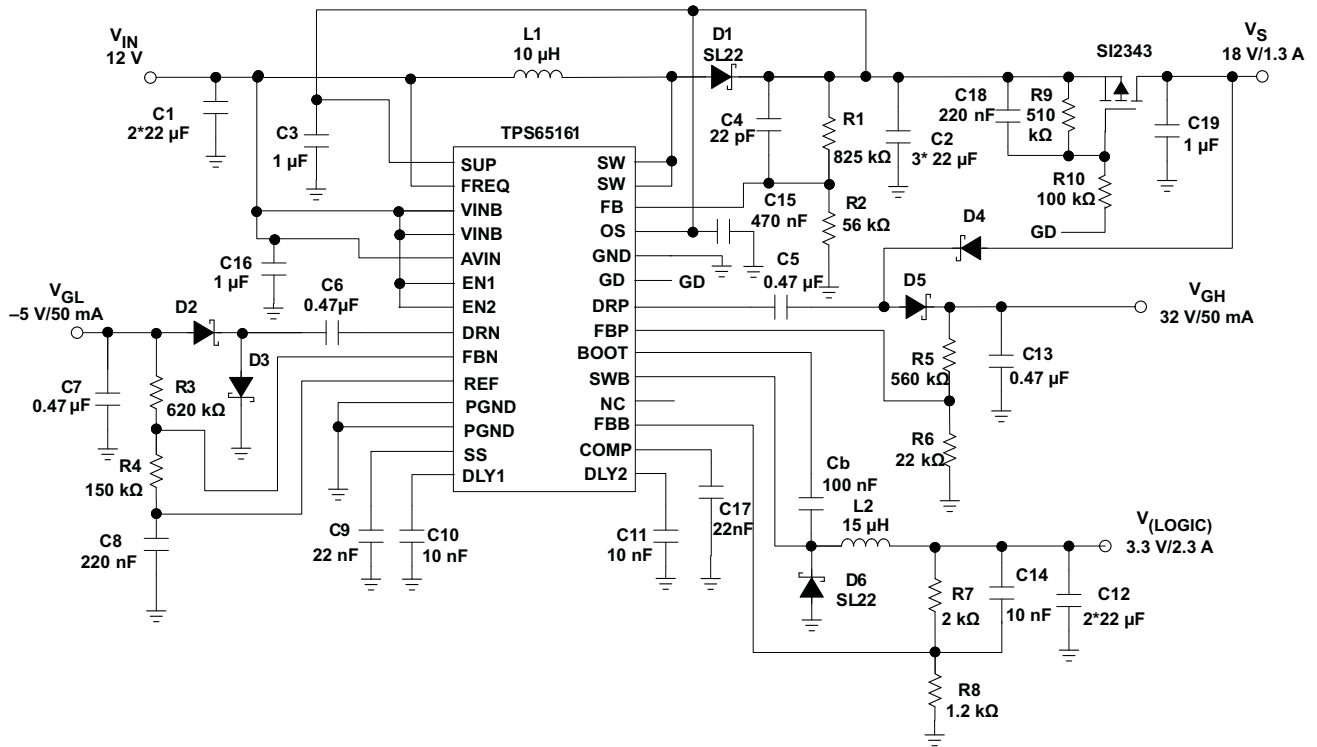 VIN
12 V
C1
2*22 µF
C3
1 µF
L1
10 µH
D1
SL22
C4
22 pF
R1
825 kΩ
C2
3* 22 µF
C18
220 nF
R9
510
kΩ
SI2343
VS
18 V/1.3 A
C19
1 µF
R10
100 kΩ
GD
R2
56 kΩ
C15
470 nF
TPS65161
SUP
FREQ
VINB
VINB
AVIN
EN1
EN2
DRN
FBN
REF
PGND
PGND
SS
DLY1
SW
SW
FB
OS
GND
GD
DRP
FBP
BOOT
SWB
NC
FBB
COMP
DLY2
GD
C16
1 µF
VGL
–5 V/50 mA
D2
C6
0.47µF
D3
C7
0.47 µF
R3
620 kΩ
R4
150 kΩ
C8
220 nF
C9
22 nF
C10
10 nF
C11
10 nF
C17
22nF
C5
0.47 µF
D4
D5
VGH
32 V/50 mA
R5
560 kΩ
C13
0.47 µF
R6
22 kΩ
Cb
100 nF
L2
15 µH
D6
SL22
V(LOGIC)
3.3 V/2.3 A
R7
2 kΩ
C14
10 nF
C12
2*22 µF
R8
1.2 kΩ